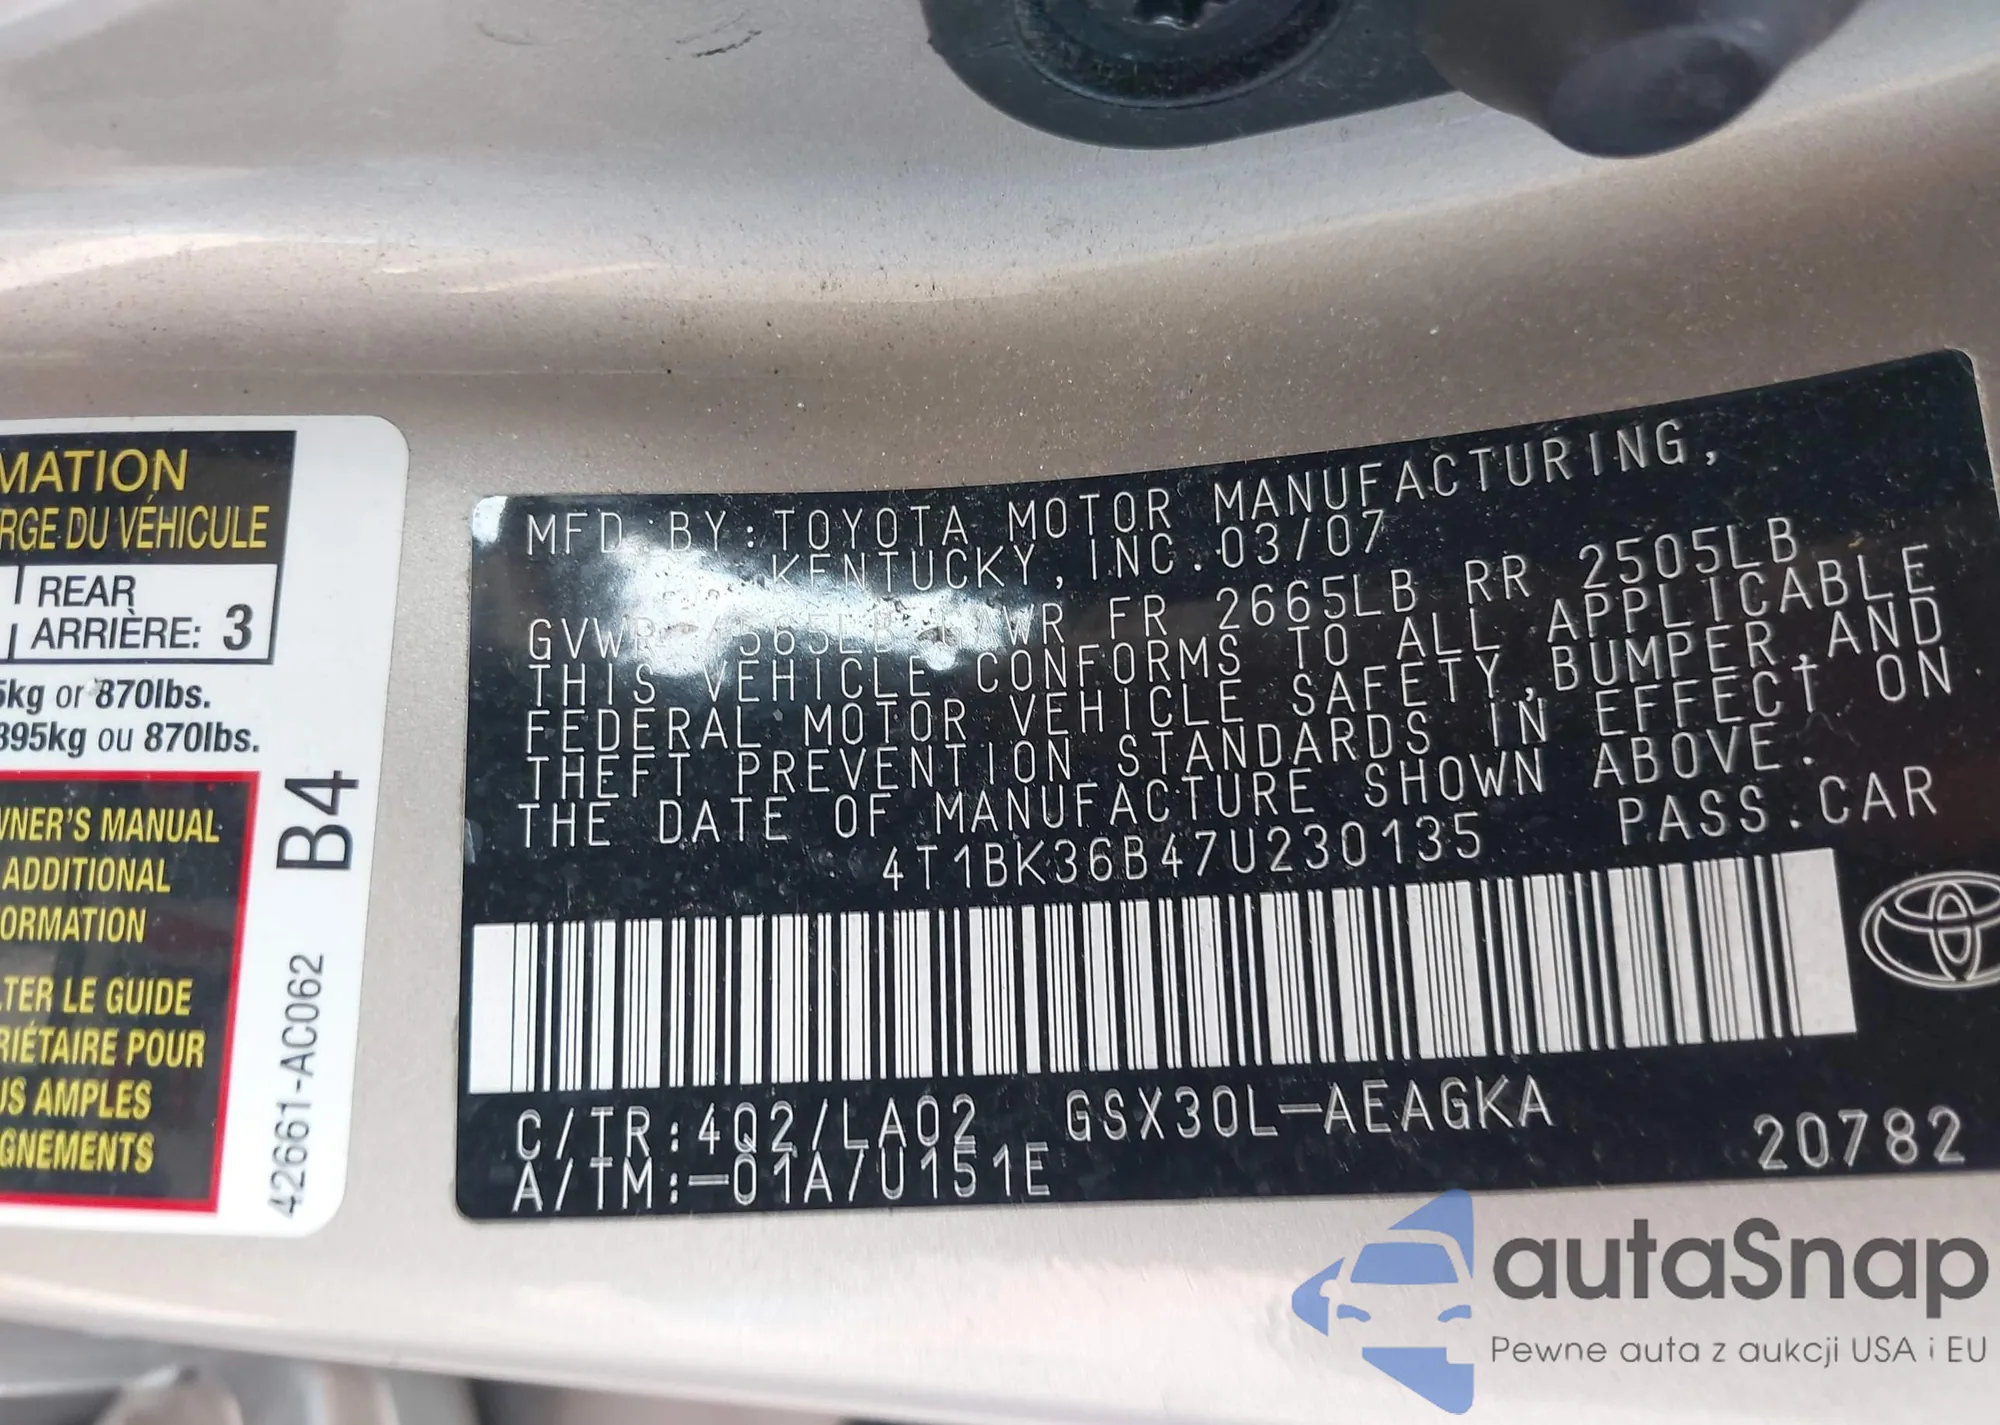 MATION
RGE DU VÉHICULE
REAR
ARRIÈRE: 3
5kg or 870lbs.
395kg ou 870lbs.
WNER'S MANUAL
ADDITIONAL
ORMATION
LTER LE GUIDE
RIÉTAIRE POUR
US AMPLES
GNEMENTS
B4
42661-AC062
MFD.BY:TOYOTA MOTOR MANUFACTURING,
KENTUCKY,INC.03/07
GVWR 4565LB GAWR FR 2665LB RR 2505LB
THIS VEHICLE CONFORMS TO ALL APPLICABLE
FEDERAL MOTOR VEHICLE SAFETY,BUMPER,AND
THEFT PREVENTION STANDARDS IN EFFECT ON
THE DATE OF MANUFACTURE SHOWN ABOVE.
4T1BK36B47U230135 PASS.CAR
C/TR:4Q2/LA02 GSX30L-AEAGKA
A/TM:-01A/U151E 20782
autaSnap
Pewne auta z aukcji USA i EU